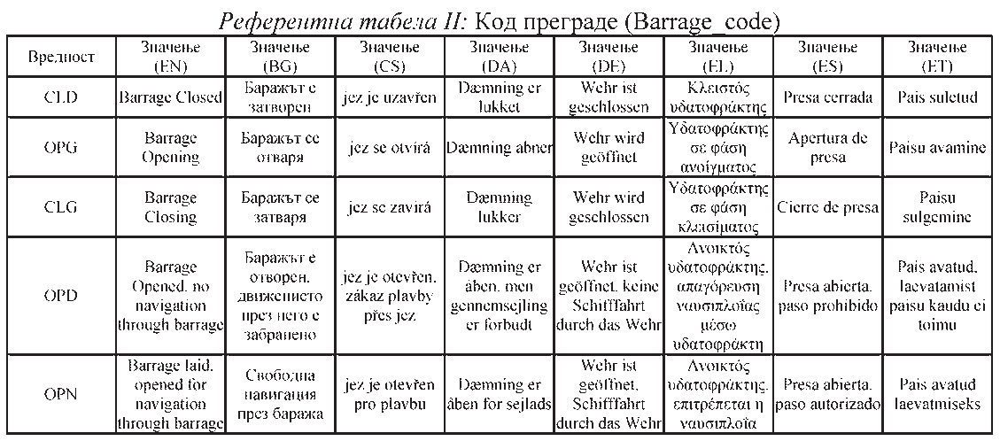 Референтна табела II: Код преграде (Barrage_code)
Вредност
Значење
(EN)
Значење
(BG)
Значење
(CS)
Значење
(DA)
Значење
(DE)
Значење
(EL)
Значење
(ES)
Значење
(ET)
CLD
Barrage Closed
Баражът е
затворен
jez je uzavřen
Dæmning er
lukket
Wehr ist
geschlossen
Κλειστός
υδατοφράκτης
Presa cerrada
Pais suletud
OPG
Barrage
Opening
Баражът се
отваря
jez se otvírá
Dæmning åbner
Wehr wird
geöffnet
Υδατοφράκτης
σε φάση
ανοίγματος
Apertura de
presa
Paisu avamine
CLG
Barrage
Closing
Баражът се
затваря
jez se zavírá
Dæmning
lukker
Wehr wird
geschlossen
Υδατοφράκτης
σε φάση
κλεισίματος
Cierre de presa
Paisu
sulgemine
OPD
Barrage
Opened, no
navigation
through barrage
Баражът е
отворен,
движението
през него е
забранено
jez je otevřen,
zákaz plavby
přes jez
Dæmning er
åben, men
gennemsejling
er forbudt
Wehr ist
geöffnet, keine
Schifffahrt
durch das Wehr
Ανοικτός
υδατοφράκτης,
απαγόρευση
ναυσιπλοΐας
μέσω
υδατοφράκτη
Presa abierta,
paso prohibido
Pais avatud,
laevatamist
paisu kaudu ei
toimu
OPN
Barrage laid,
opened for
navigation
through barrage
Свободна
навигация
през баража
jez je otevřen
pro plavbu
Dæmning er
åben for sejlads
Wehr ist
geöffnet,
Schifffahrt
durch das Wehr
Ανοικτός
υδατοφράκτης,
επιτρέπεται η
ναυσιπλοΐα
Presa abierta,
paso autorizado
Pais avatud
laevatmiseks